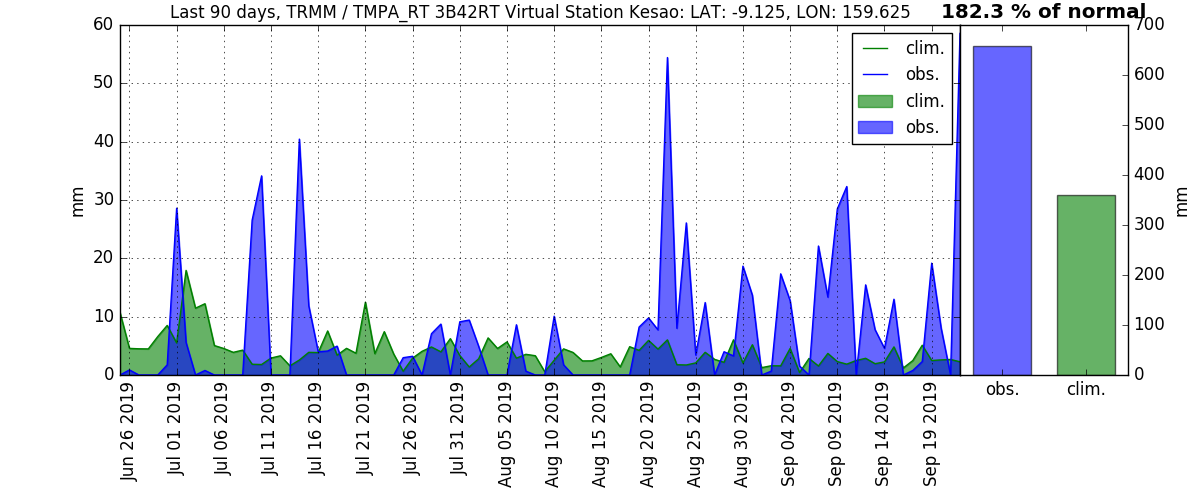 Last 90 days, TRMM / TMPA_RT 3B42RT Virtual Station Kesao: LAT: -9.125, LON: 159.625
182.3 % of normal
60
50
40
30
20
10
0
mm
clim.
obs.
clim.
obs.
700
600
500
400
300
200
100
0
mm
Jun 26 2019
Jul 01 2019
Jul 06 2019
Jul 11 2019
Jul 16 2019
Jul 21 2019
Jul 26 2019
Jul 31 2019
Aug 05 2019
Aug 10 2019
Aug 15 2019
Aug 20 2019
Aug 25 2019
Aug 30 2019
Sep 04 2019
Sep 09 2019
Sep 14 2019
Sep 19 2019
obs.
clim.